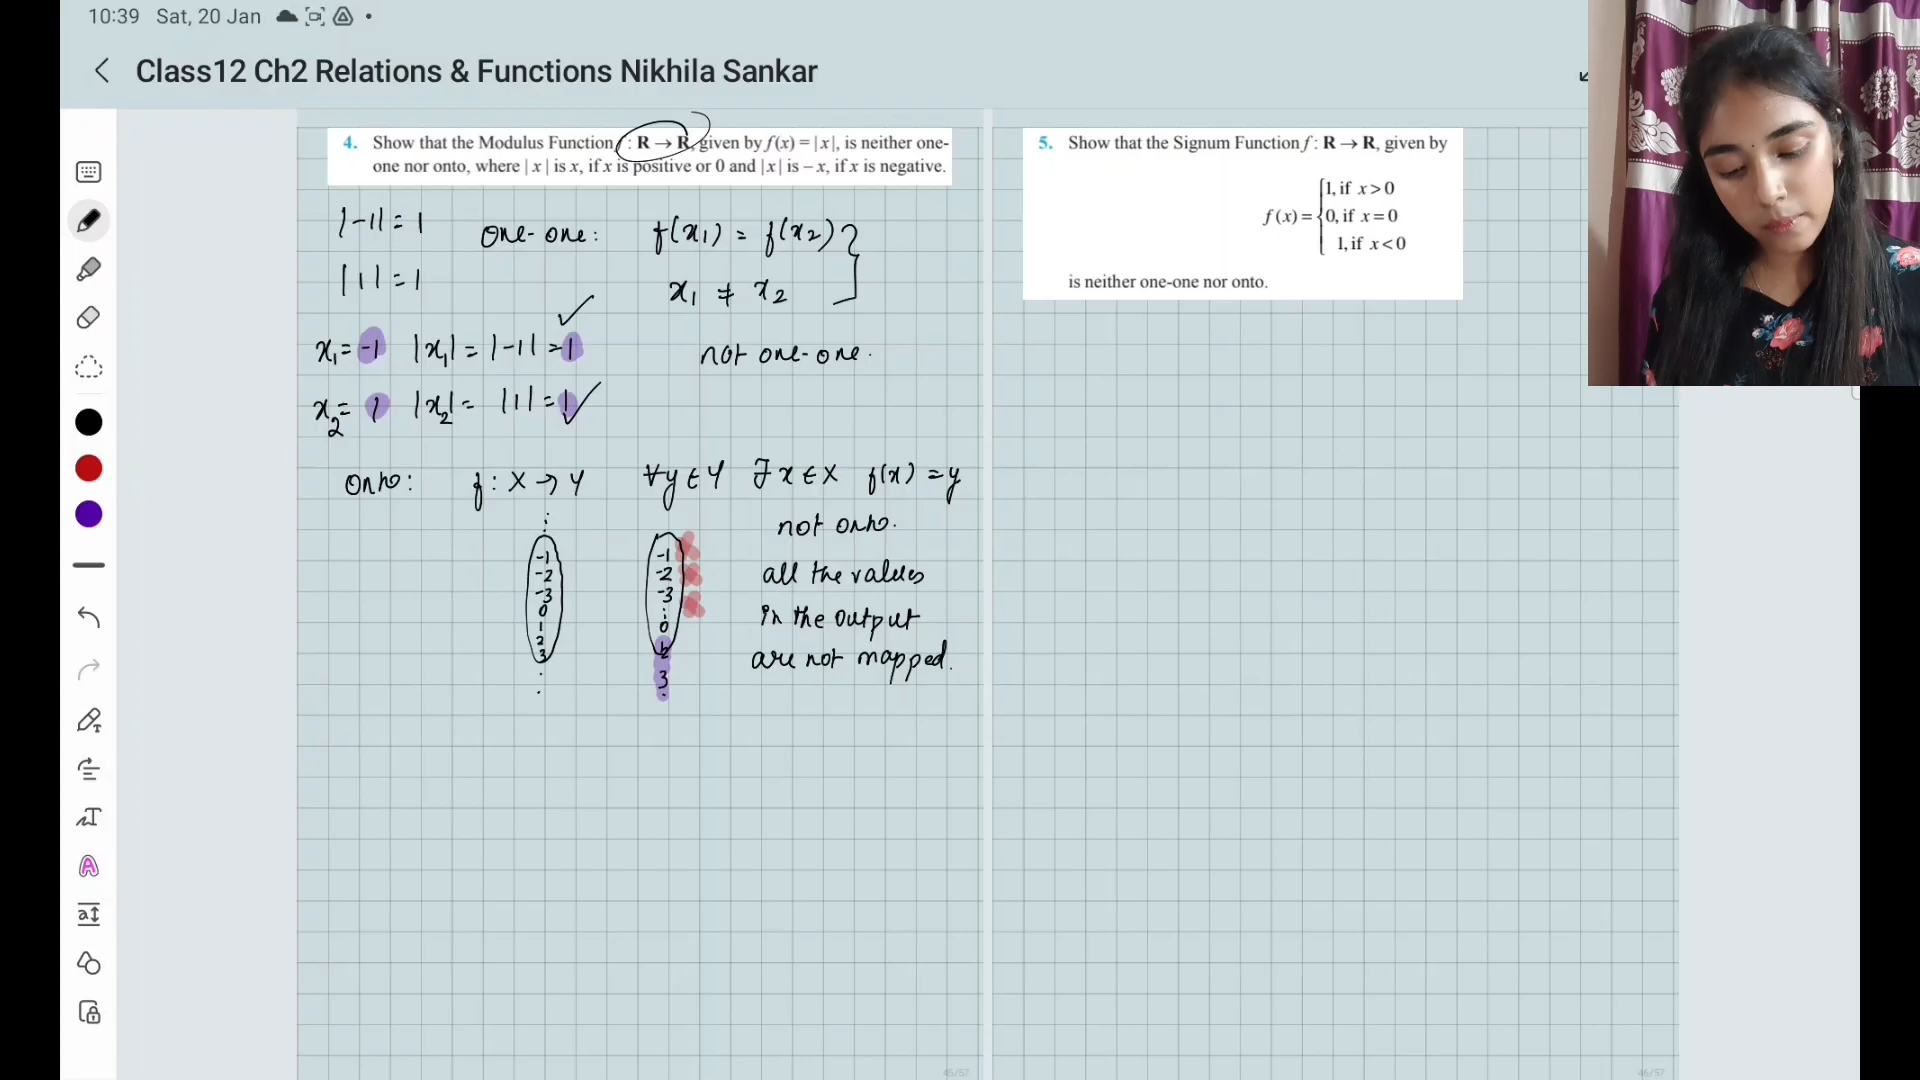 10:39 Sat, 20 Jan
Class12 Ch2 Relations & Functions Nikhila Sankar
4. Show that the Modulus Function f : R → R, given by f(x) = |x|, is neither one-
one nor onto, where | x | is x, if x is positive or 0 and |x| is – x, if x is negative.
|-1| = 1
|1| = 1
One-one: f(x₁) = f(x₂)
x₁ ≠ x₂
x₁ = -1 |x₁| = |-1| = 1
not one-one.
x₂ = 1 |x₂| = |1| = 1
Onto: f : X → Y ∀y ∈ Y ∃ x ∈ X f(x) = y
not onto.
-1
-2
-3
0
1
2
3
-1
-2
-3
0
2
3
all the values
in the output
are not mapped.
45/57
5. Show that the Signum Function f : R → R, given by
f(x) = { 1, if x > 0
0, if x = 0
1, if x < 0
is neither one-one nor onto.
46/57